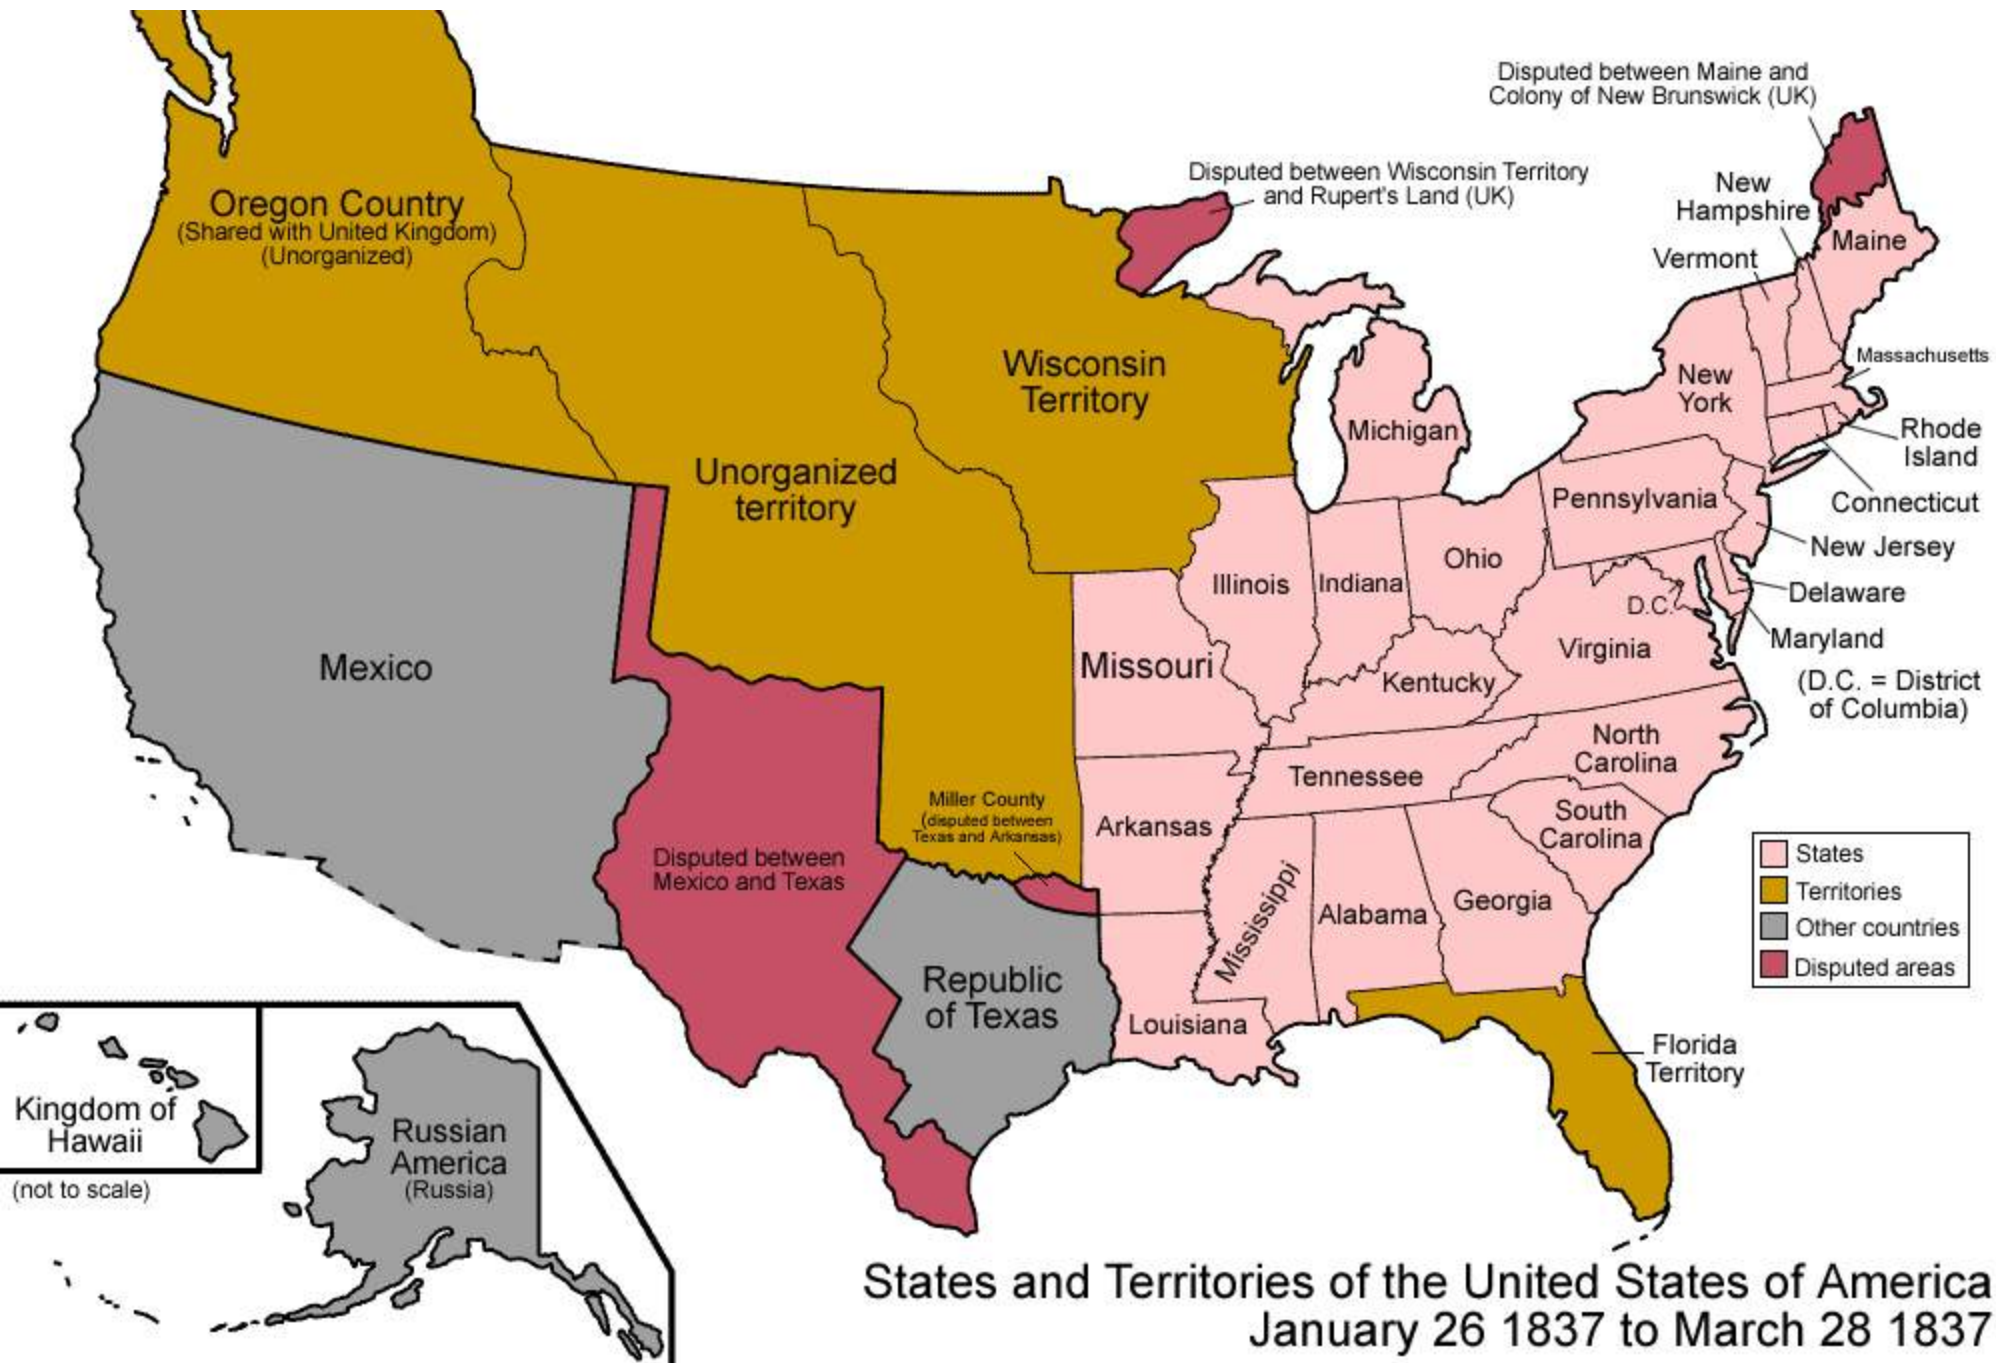 Disputed between Maine and
Colony of New Brunswick (UK)
Disputed between Wisconsin Territory
and Rupert's Land (UK)
New
Hampshire
Oregon Country
(Shared with United Kingdom)
(Unorganized)
Maine
Vermont
Wisconsin
Territory
Massachusetts
New
York
Michigan
Rhode
Island
Unorganized
territory
Pennsylvania
Connecticut
New Jersey
Ohio
Illinois
Indiana
Delaware
D.C.
Maryland
Virginia
Mexico
Missouri
Kentucky
(D.C. = District
of Columbia)
North
Carolina
Tennessee
Miller County
(disputed between
Texas and Arkansas)
Arkansas
South
Carolina
Disputed between
Mexico and Texas
States
Territories
Other countries
Disputed areas
Mississippi
Alabama
Georgia
Republic
of Texas
Louisiana
Florida
Territory
Kingdom of
Hawaii
(not to scale)
Russian
America
(Russia)
States and Territories of the United States of America
January 26 1837 to March 28 1837